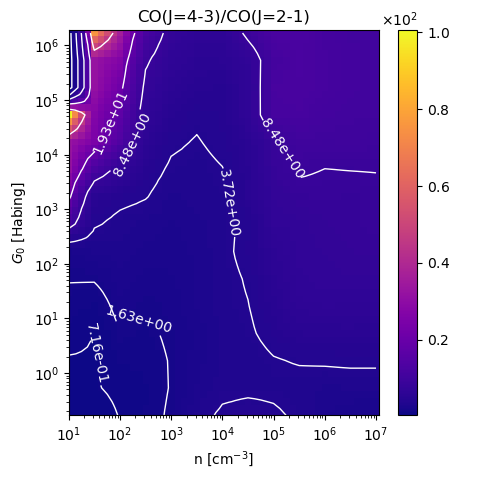 CO(J=4-3)/CO(J=2-1)
×10²
1.0
0.8
0.6
0.4
0.2
10⁶
10⁵
10⁴
10³
10²
10¹
10⁰
G₀ [Habing]
1.93e+01
8.48e+00
8.48e+00
3.72e+00
1.63e+00
7.16e-01
10¹
10²
10³
10⁴
10⁵
10⁶
10⁷
n [cm⁻³]